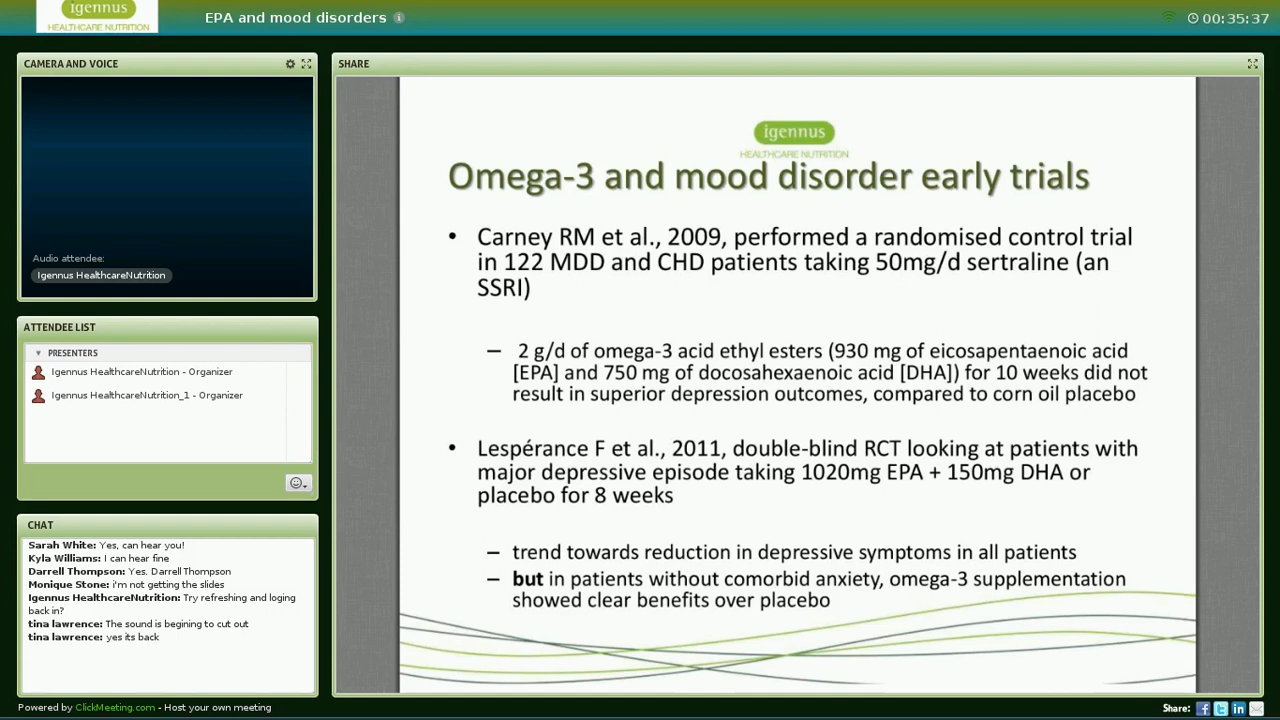 igennus
HEALTHCARE NUTRITION
EPA and mood disorders
00:35:37
CAMERA AND VOICE
Audio attendee:
Igennus HealthcareNutrition
ATTENDEE LIST
PRESENTERS
Igennus HealthcareNutrition - Organizer
Igennus HealthcareNutrition_1 - Organizer
CHAT
Sarah White: Yes, can hear you!
Kyla Williams: I can hear fine
Darrell Thompson: Yes. Darrell Thompson
Monique Stone: i'm not getting the slides
Igennus HealthcareNutrition: Try refreshing and loging
back in?
tina lawrence: The sound is begining to cut out
tina lawrence: yes its back
SHARE
igennus
HEALTHCARE NUTRITION
Omega-3 and mood disorder early trials
• Carney RM et al., 2009, performed a randomised control trial
in 122 MDD and CHD patients taking 50mg/d sertraline (an
SSRI)
– 2 g/d of omega-3 acid ethyl esters (930 mg of eicosapentaenoic acid
[EPA] and 750 mg of docosahexaenoic acid [DHA]) for 10 weeks did not
result in superior depression outcomes, compared to corn oil placebo
• Lespérance F et al., 2011, double-blind RCT looking at patients with
major depressive episode taking 1020mg EPA + 150mg DHA or
placebo for 8 weeks
– trend towards reduction in depressive symptoms in all patients
– but in patients without comorbid anxiety, omega-3 supplementation
showed clear benefits over placebo
Powered by ClickMeeting.com - Host your own meeting
Share: